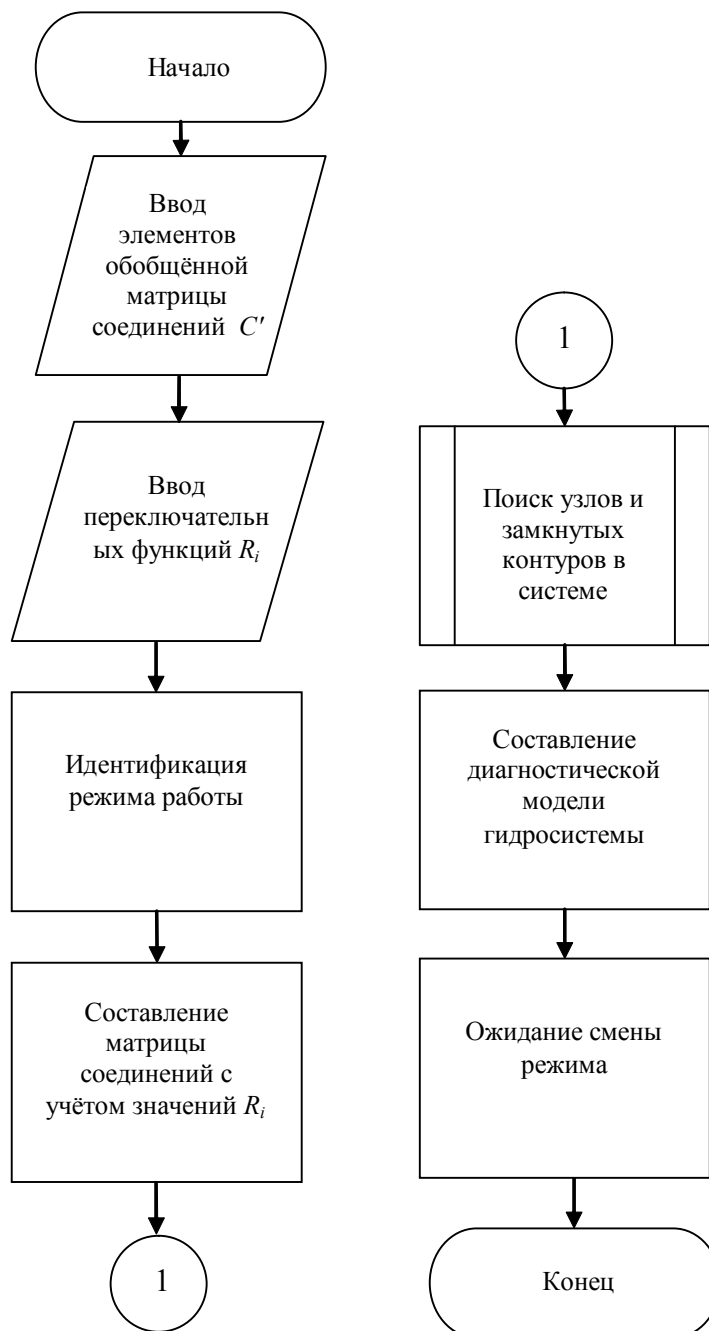 Начало
Ввод
элементов
обобщённой
матрицы
соединений C'
Ввод
переключательн
ых функций Ri
Идентификация
режима работы
Составление
матрицы
соединений с
учётом значений Ri
1
1
Поиск узлов и
замкнутых
контуров в
системе
Составление
диагностической
модели
гидросистемы
Ожидание смены
режима
Конец